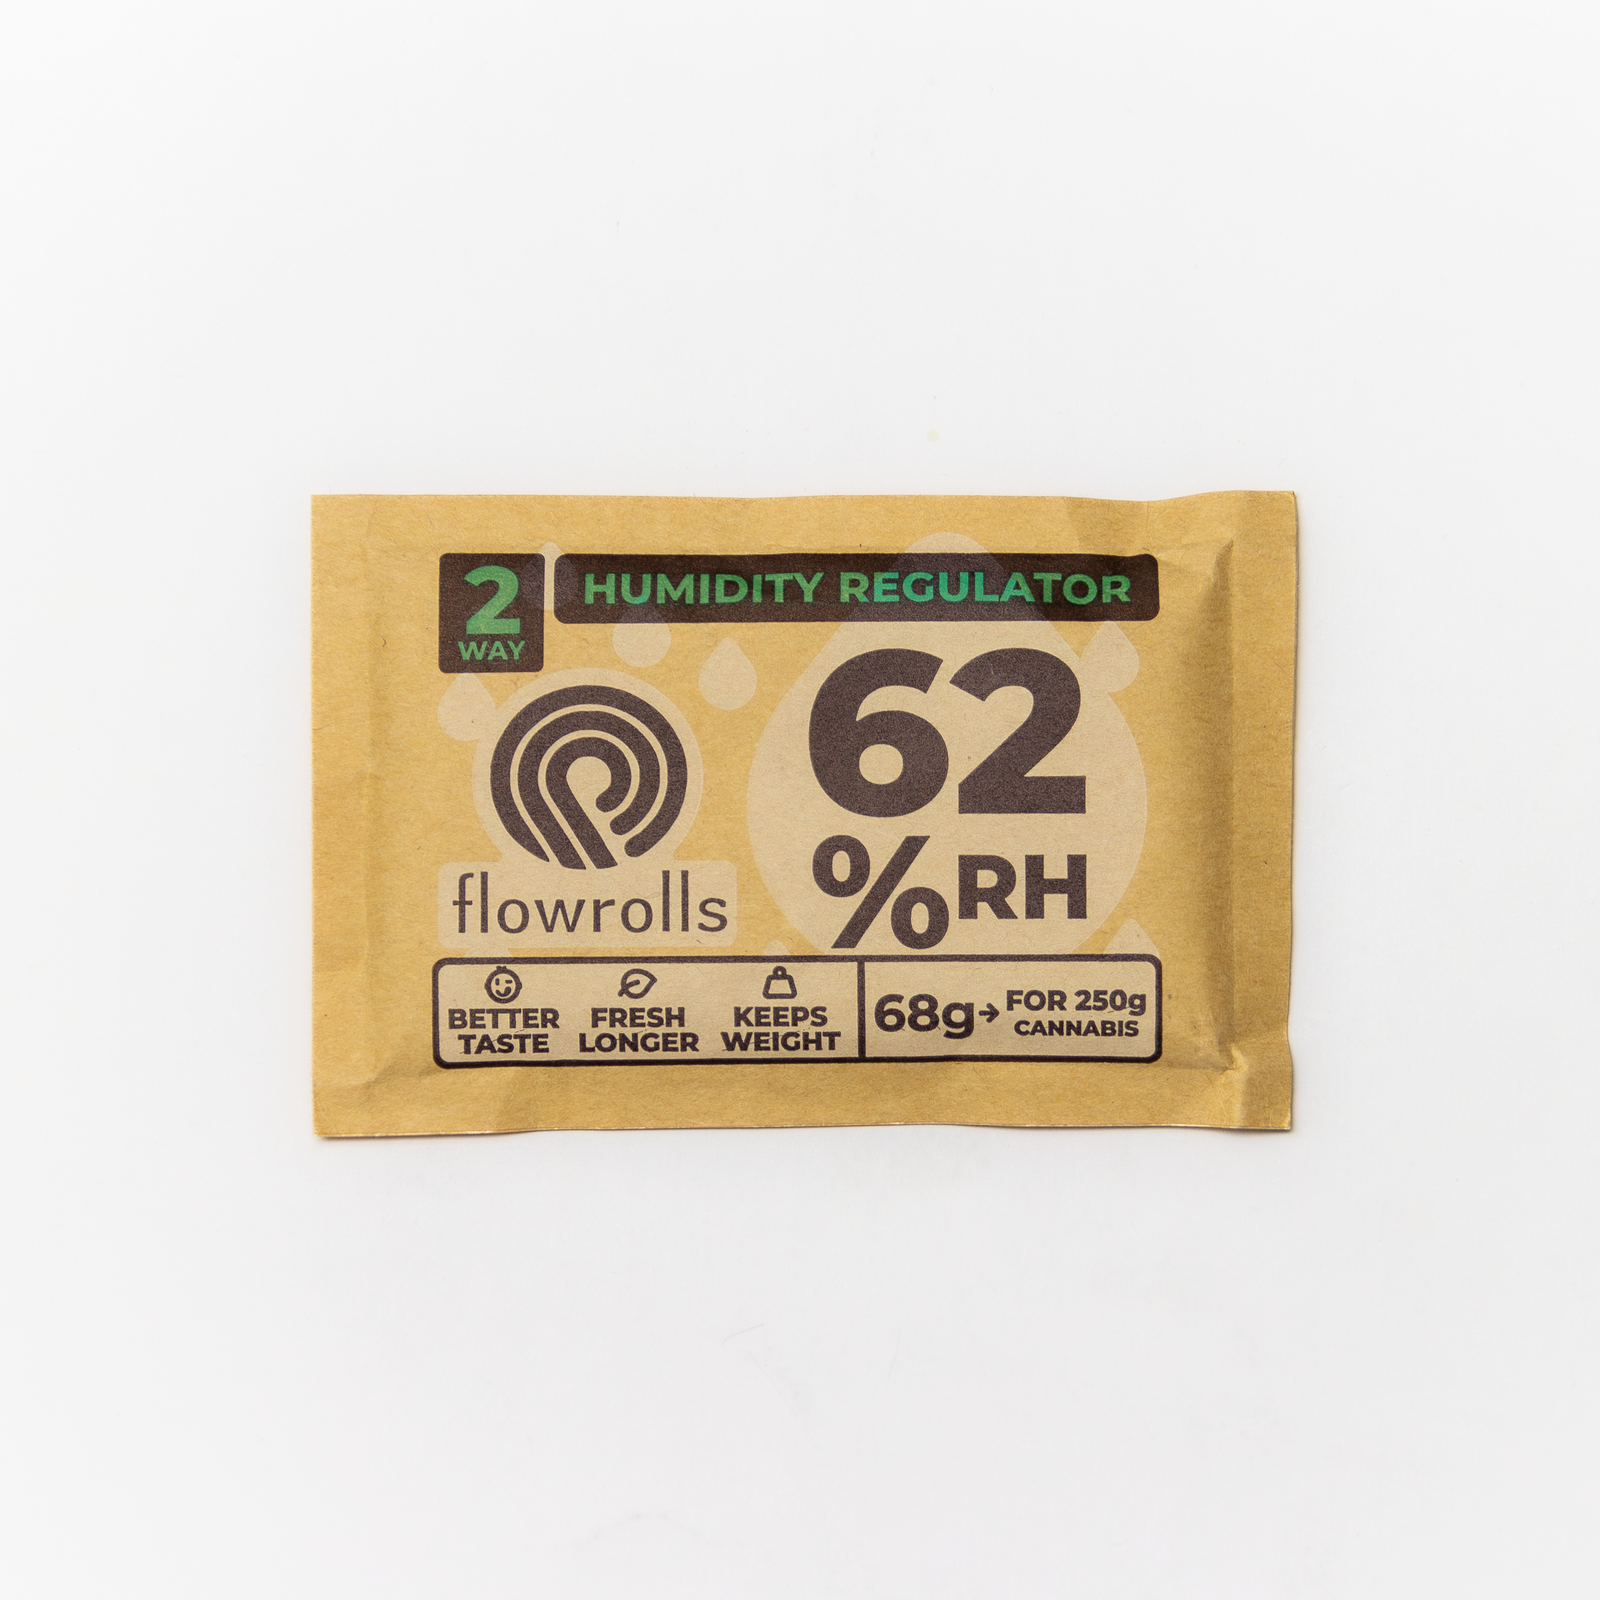 2
WAY
HUMIDITY REGULATOR
flowrolls
62
%RH
BETTER
TASTE
FRESH
LONGER
KEEPS
WEIGHT
68g→FOR 250g
CANNABIS